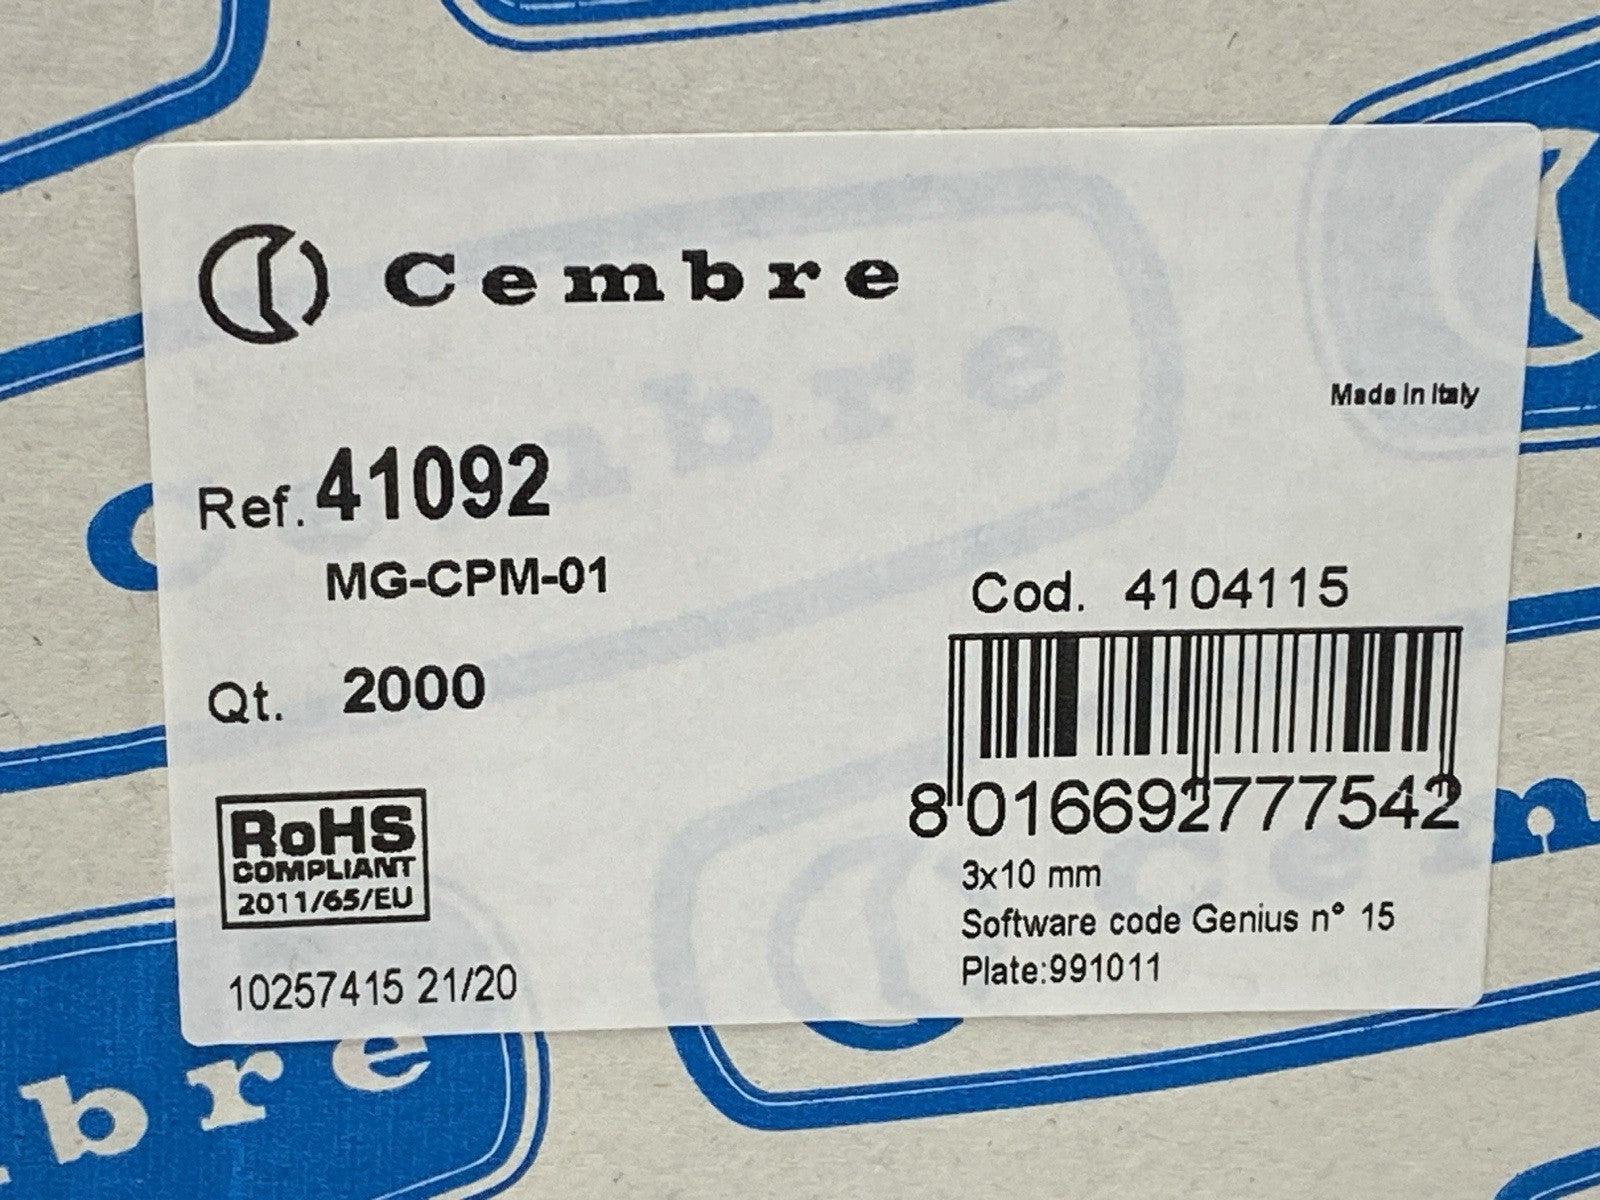 Cembre
Made in Italy
Ref. 41092
MG-CPM-01
Cod. 4104115
Qt. 2000
8 016692 777542
RoHS
COMPLIANT
2011/65/EU
3x10 mm
Software code Genius n° 15
Plate:991011
10257415 21/20
bre